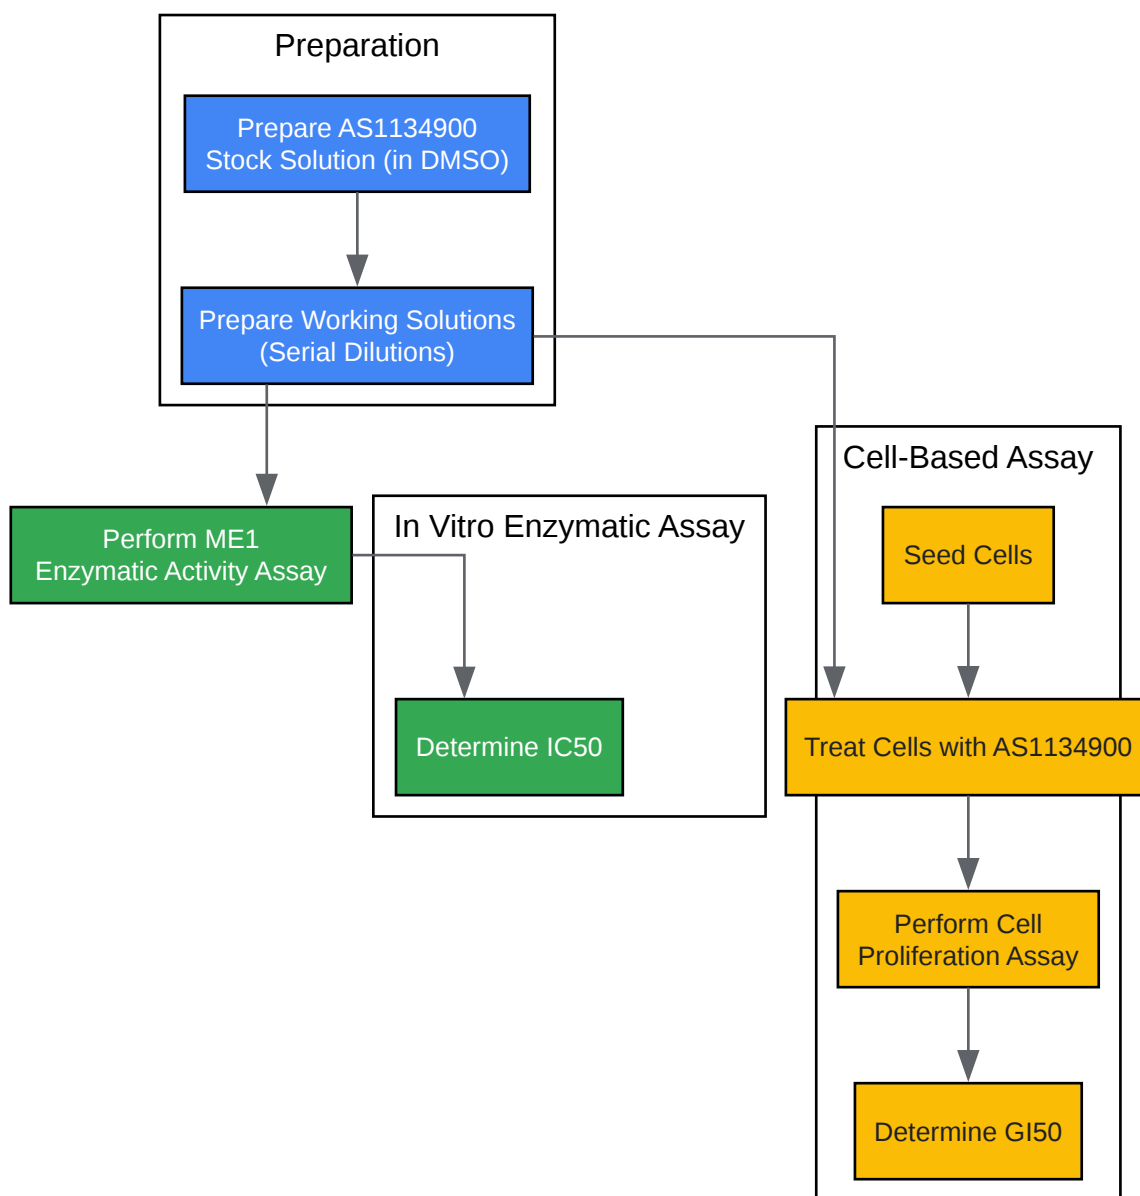 Preparation
Prepare AS1134900
Stock Solution (in DMSO)
Prepare Working Solutions
(Serial Dilutions)
Perform ME1
Enzymatic Activity Assay
In Vitro Enzymatic Assay
Determine IC50
Cell-Based Assay
Seed Cells
Treat Cells with AS1134900
Perform Cell
Proliferation Assay
Determine GI50